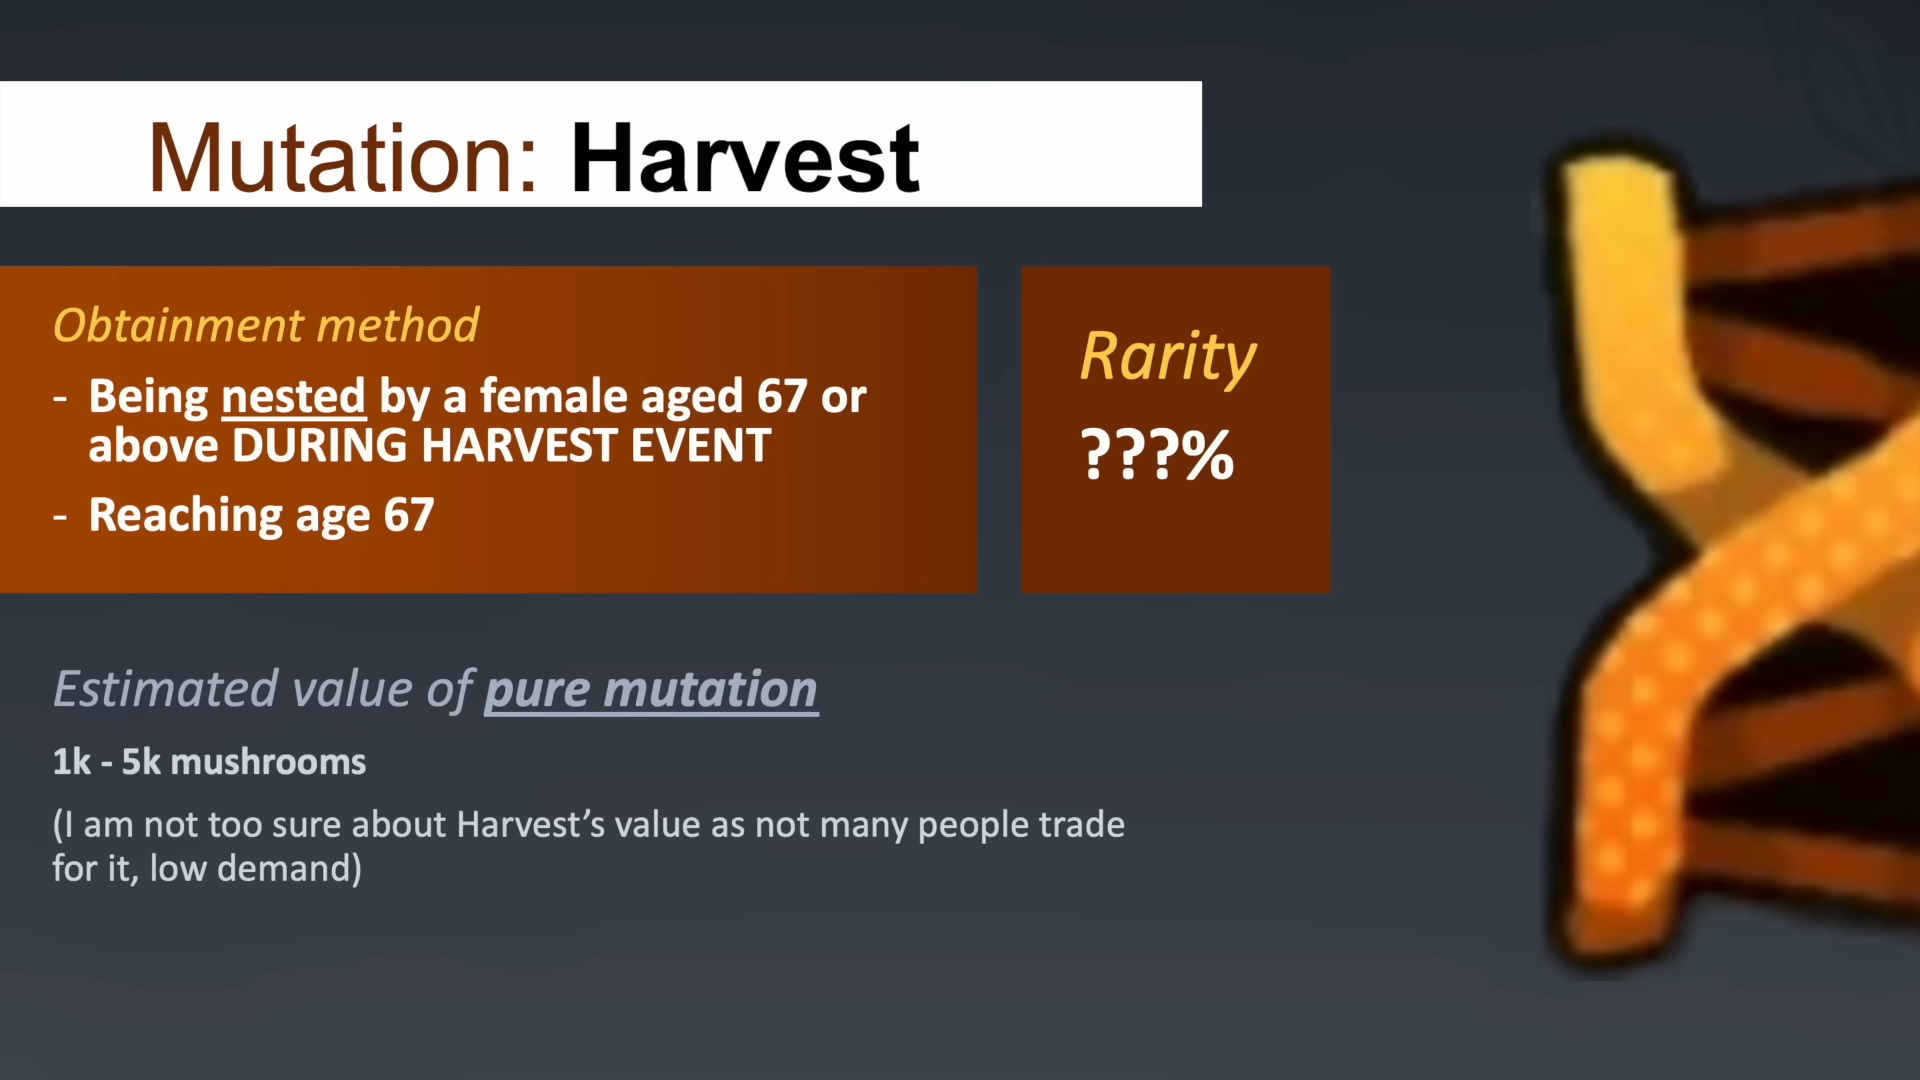 Mutation: Harvest
Obtainment method
- Being nested by a female aged 67 or
above DURING HARVEST EVENT
- Reaching age 67
Rarity
???%
Estimated value of pure mutation
1k - 5k mushrooms
(I am not too sure about Harvest’s value as not many people trade
for it, low demand)